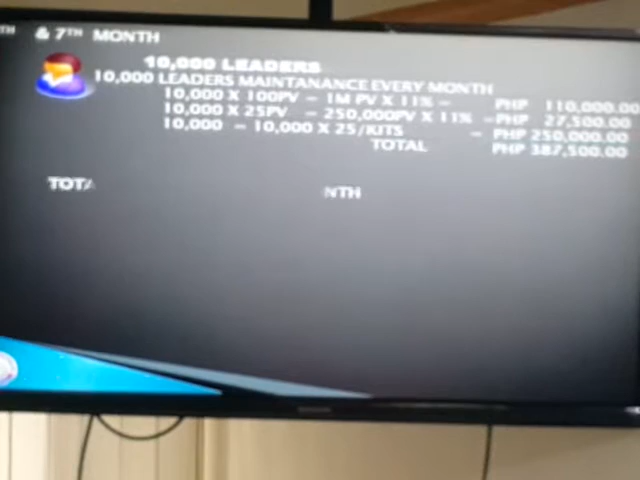 TH & 7TH MONTH
10,000 LEADERS
10,000 LEADERS MAINTANANCE EVERY MONTH
10,000 X 100PV - 1M PV X 11% - PHP 110,000.00
10,000 X 25PV - 250,000PV X 11% - PHP 27,500.00
10,000 - 10,000 X 25/KITS - PHP 250,000.00
TOTAL PHP 387,500.00
TOTA NTH